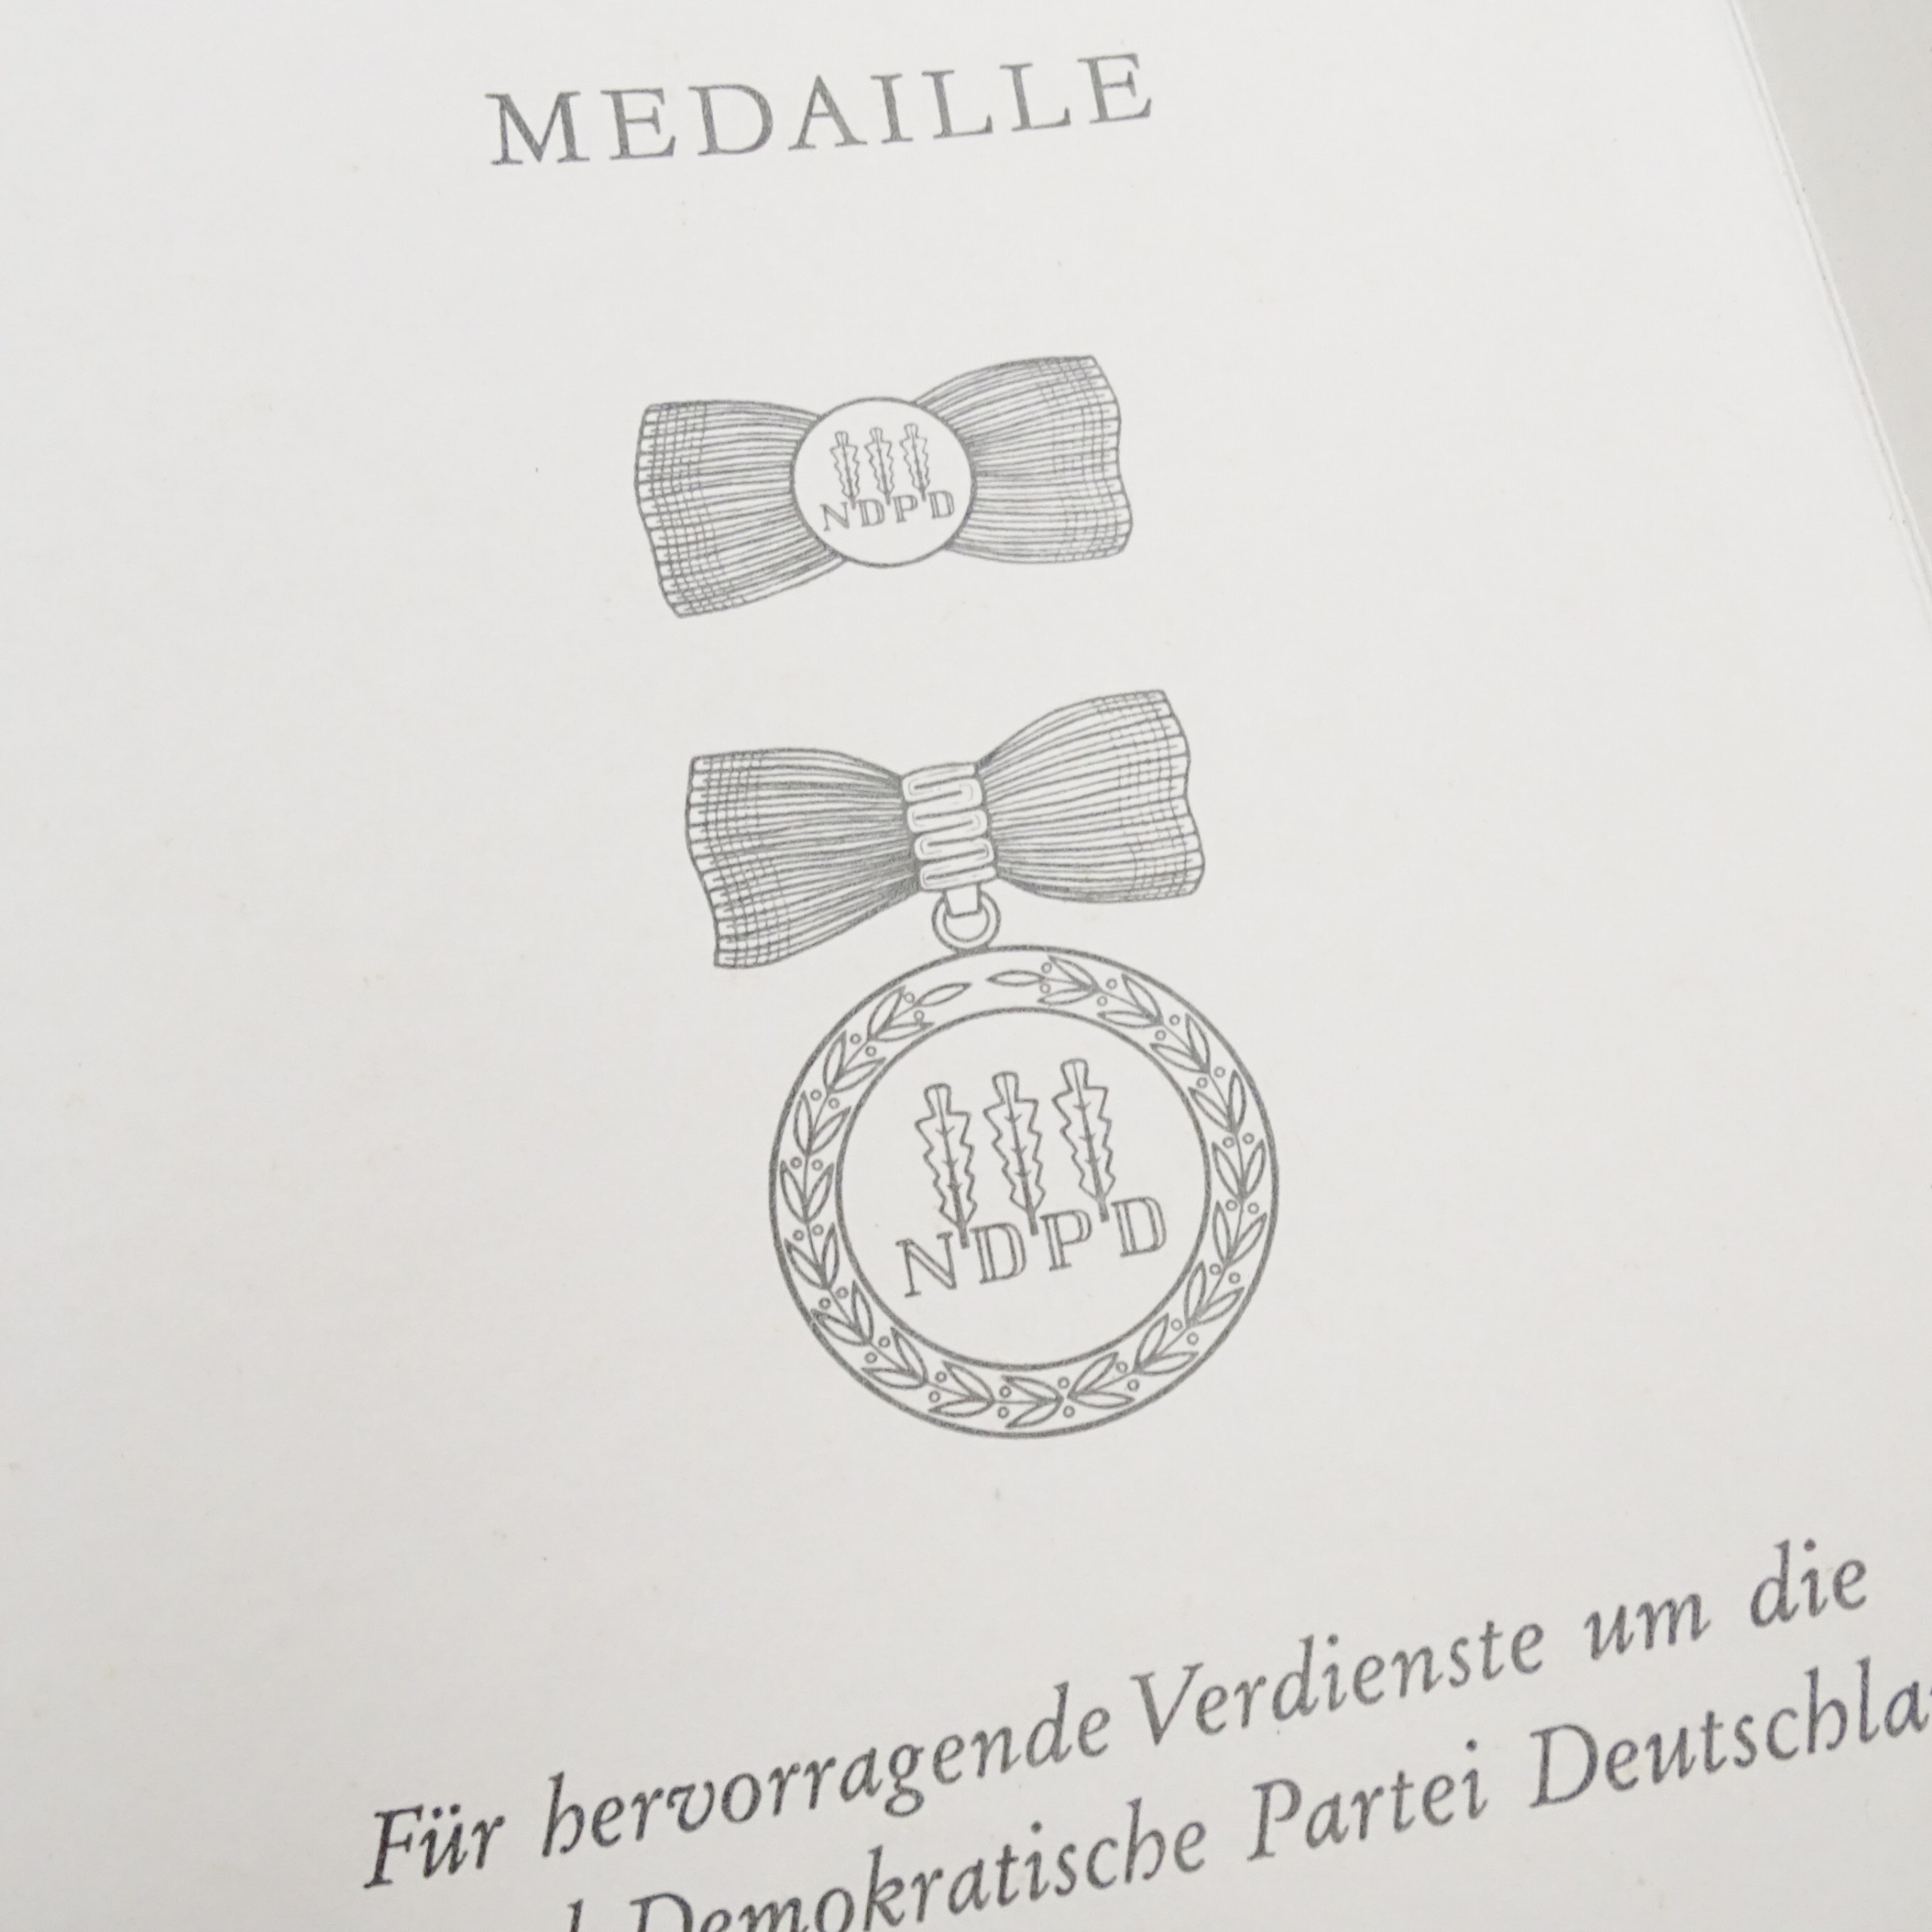 MEDAILLE
NDPD
NDPD
Für hervorragende Verdienste um die
Demokratische Partei